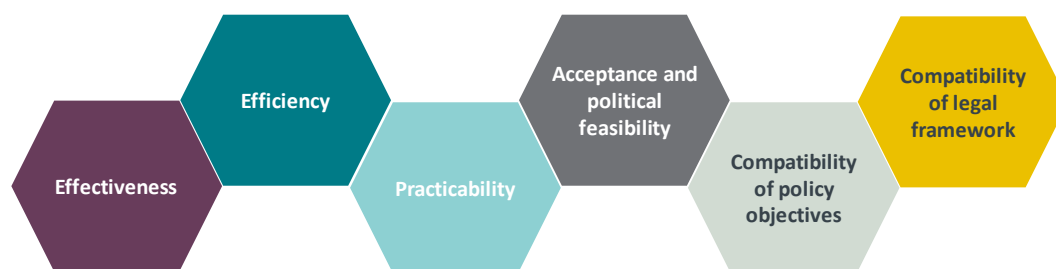 Effectiveness
Efficiency
Practicability
Acceptance and
political
feasibility
Compatibility
of policy
objectives
Compatibility
of legal
framework